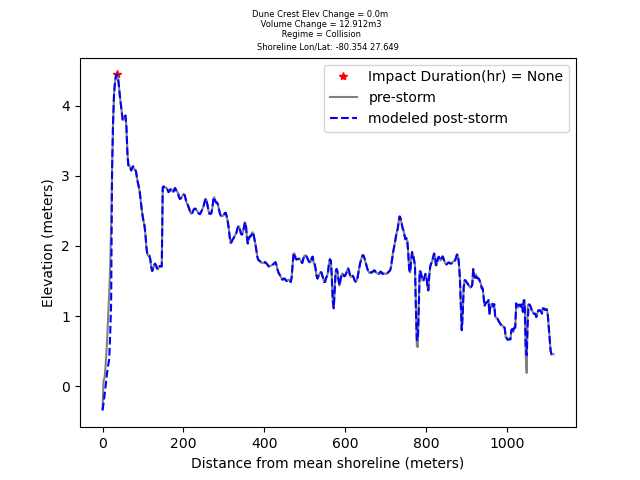 Dune Crest Elev Change = 0.0m
Volume Change = 12.912m3
Regime = Collision
Shoreline Lon/Lat: -80.354 27.649
Impact Duration(hr) = None
pre-storm
modeled post-storm
Elevation (meters)
4
3
2
1
0
0
200
400
600
800
1000
Distance from mean shoreline (meters)